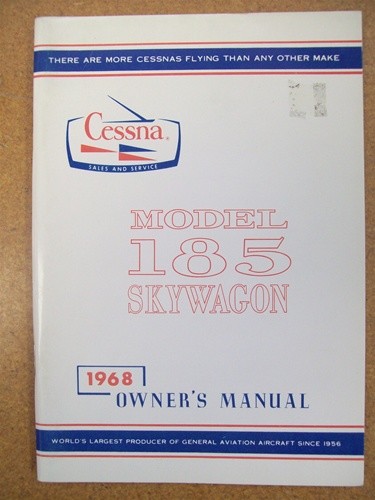 THERE ARE MORE CESSNAS FLYING THAN ANY OTHER MAKE
Cessna®
SALES AND SERVICE
MODEL
185
SKYWAGON
1968
OWNER'S MANUAL
WORLD'S LARGEST PRODUCER OF GENERAL AVIATION AIRCRAFT SINCE 1956